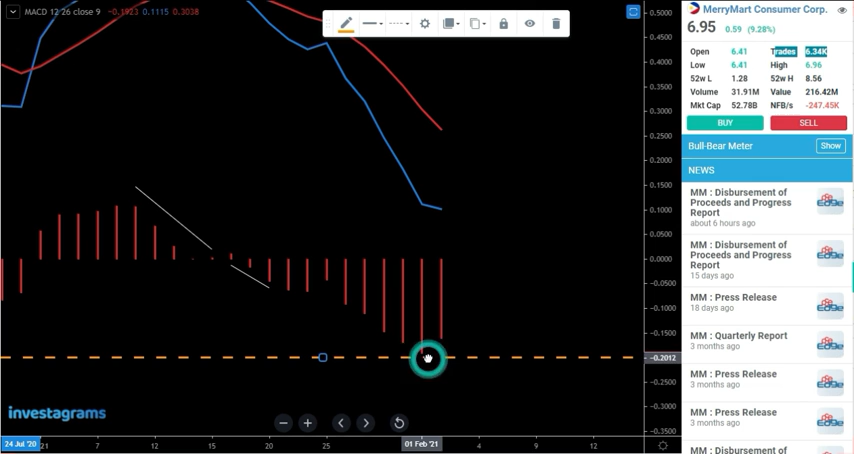 MACD 12 26 close 9 -0.1923 0.1115 0.3038
0.5000
0.4500
0.4000
0.3500
0.3000
0.2500
0.2000
0.1500
0.1000
0.0500
0.0000
-0.0500
-0.1000
-0.1500
-0.2012
-0.2500
-0.3000
-0.3500
investagrams
24 Jul '20
21
7
12
15
20
25
01 Feb '21
4
9
12
MerryMart Consumer Corp.
6.95 0.59 (9.28%)
Open 6.41 Trades 6.34K
Low 6.41 High 6.96
52w L 1.28 52w H 8.56
Volume 31.91M Value 216.42M
Mkt Cap 52.78B NFB/s -247.45K
BUY SELL
Bull-Bear Meter Show
NEWS
MM : Disbursement of
Proceeds and Progress
Report
about 6 hours ago
Edge
MM : Disbursement of
Proceeds and Progress
Report
15 days ago
Edge
MM : Press Release
18 days ago
Edge
MM : Quarterly Report
3 months ago
Edge
MM : Press Release
3 months ago
Edge
MM : Press Release
3 months ago
Edge
MM : Disbursement of